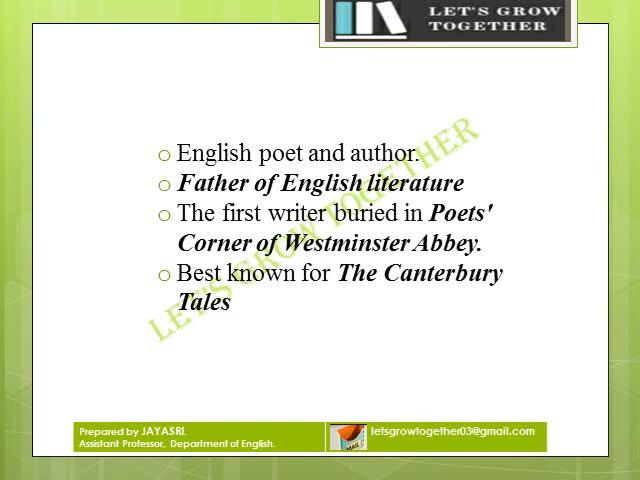 LET'S GROW
TOGETHER
o English poet and author.
o Father of English literature
o The first writer buried in Poets'
Corner of Westminster Abbey.
o Best known for The Canterbury
Tales
LET'S GROW TOGETHER
Prepared by JAYASRI.
Assistant Professor, Department of English.
MAIL
letsgrowtogether03@gmail.com